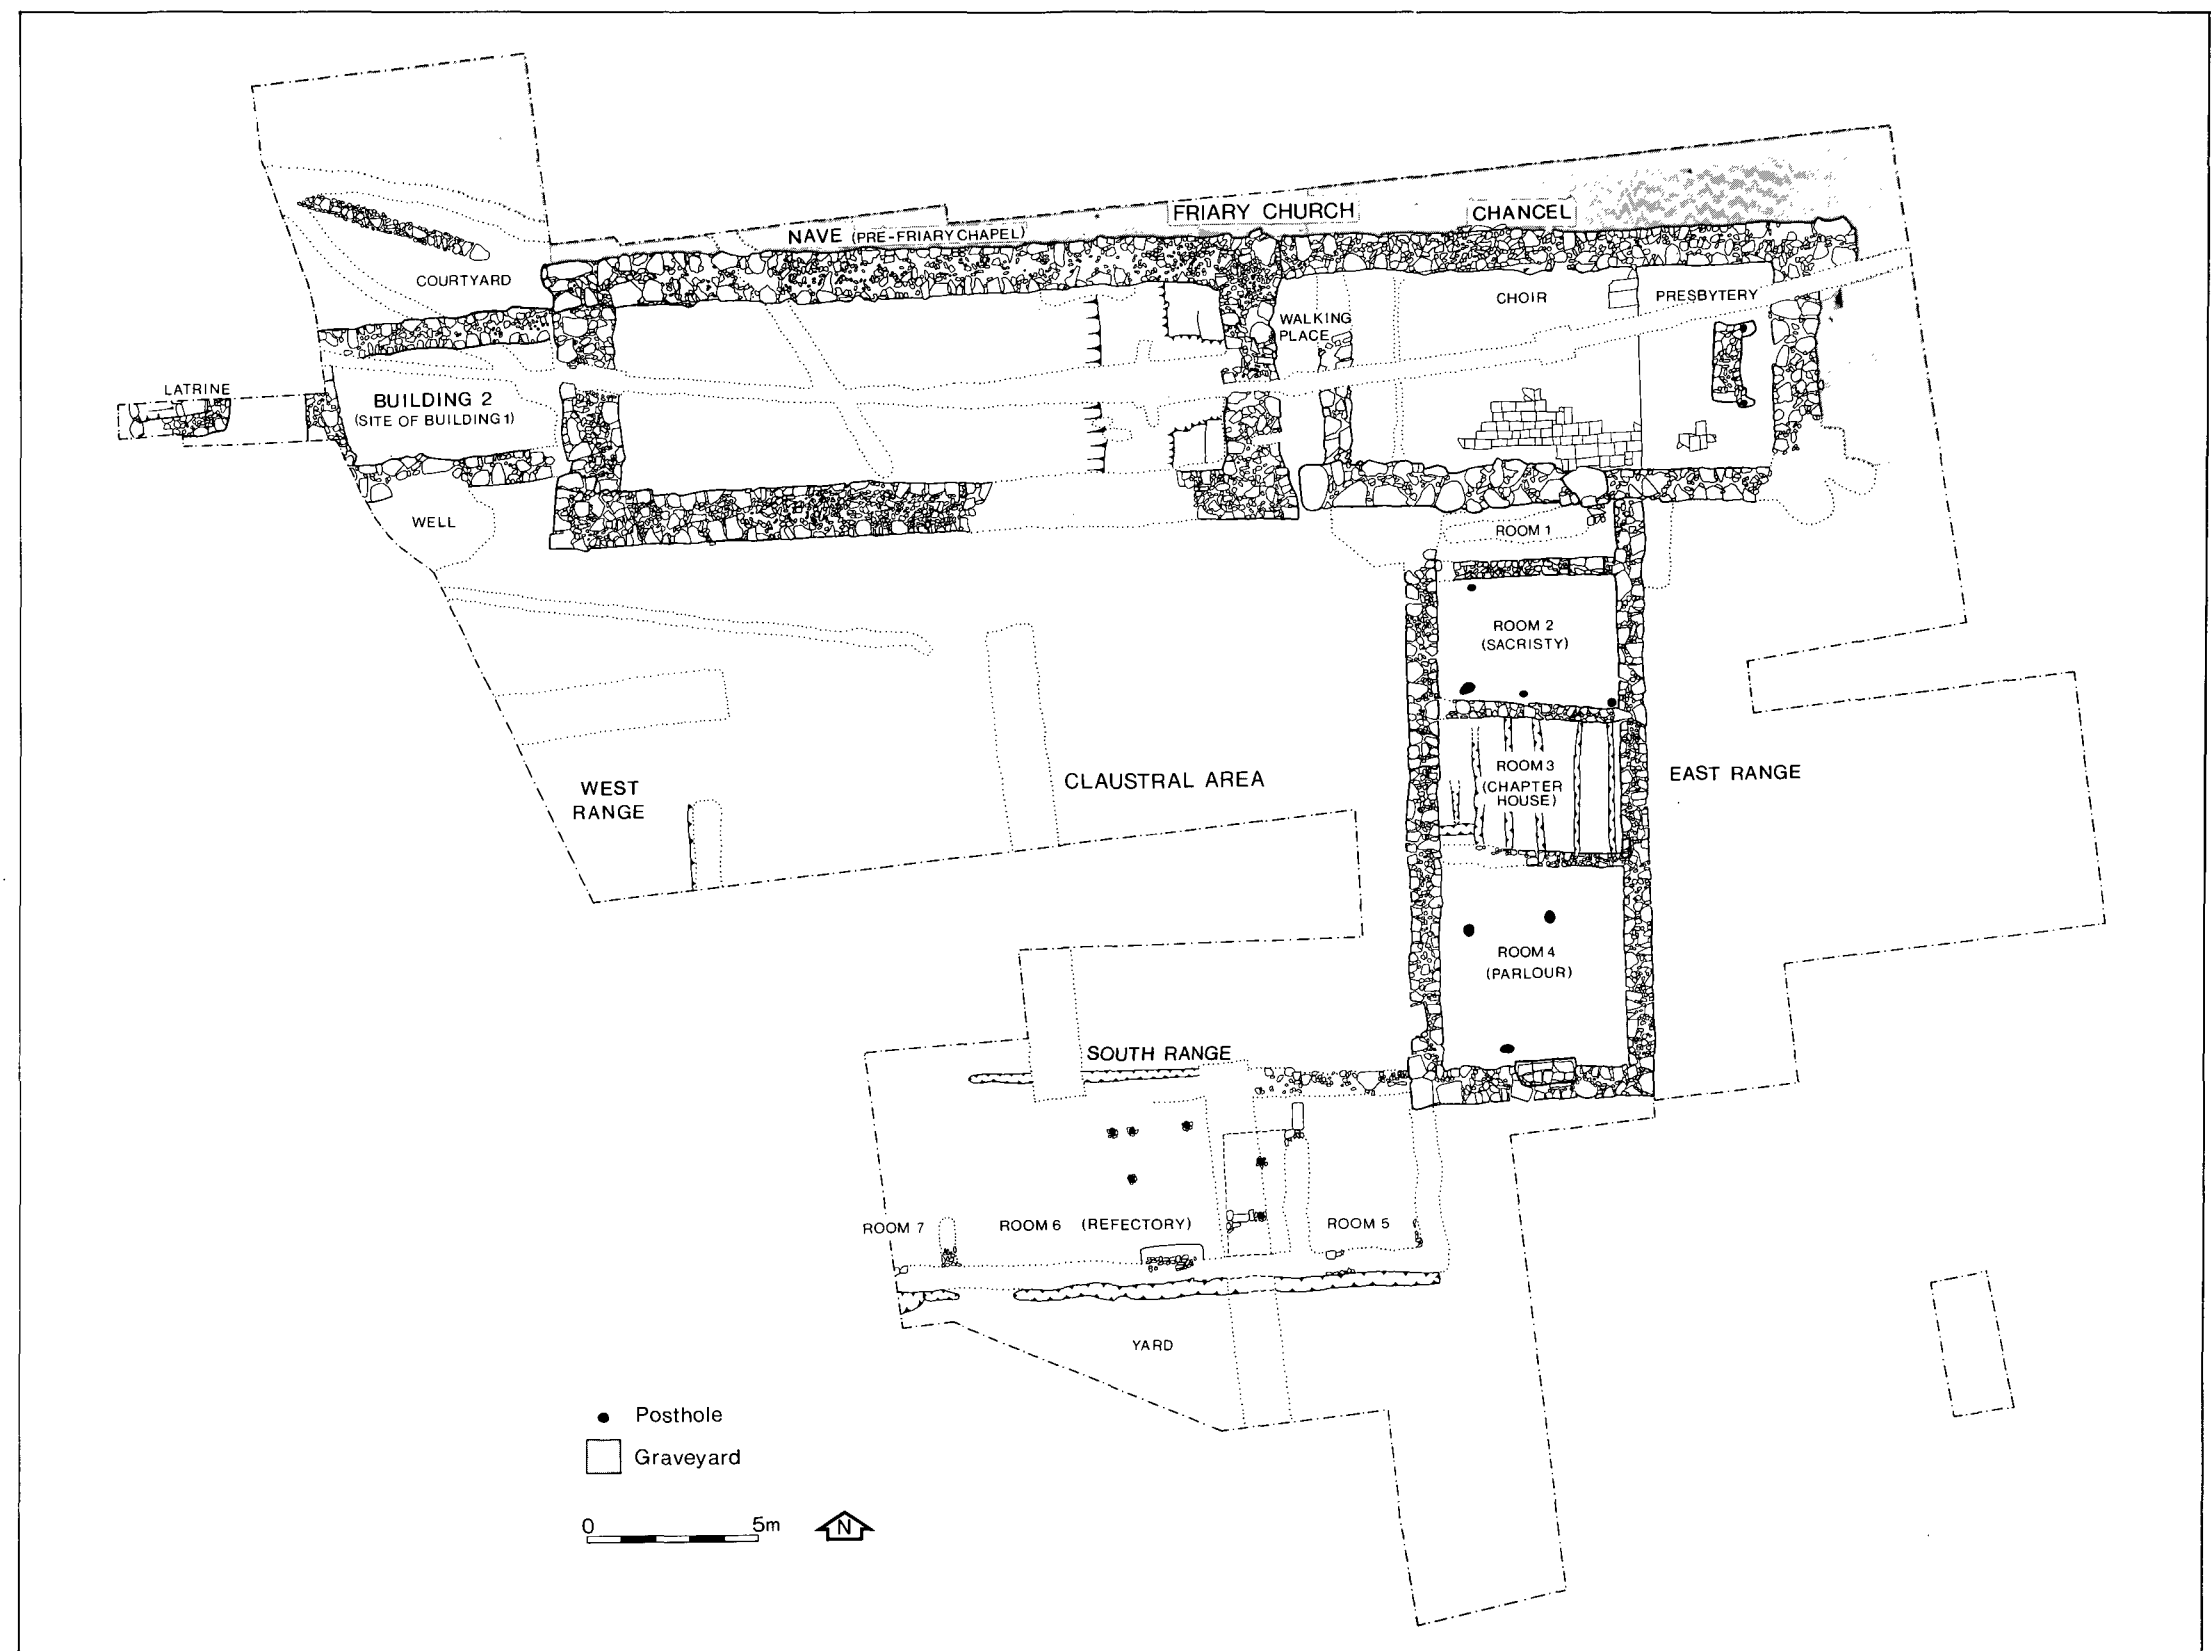 FRIARY CHURCH
CHANCEL
NAVE (PRE-FRIARY CHAPEL)
COURTYARD
CHOIR
PRESBYTERY
WALKING
PLACE
LATRINE
BUILDING 2
(SITE OF BUILDING 1)
WELL
ROOM 1
ROOM 2
(SACRISTY)
ROOM 3
(CHAPTER
HOUSE)
EAST RANGE
CLAUSTRAL AREA
WEST
RANGE
ROOM 4
(PARLOUR)
SOUTH RANGE
ROOM 7
ROOM 6 (REFECTORY)
ROOM 5
YARD
Posthole
Graveyard
0 5m
N